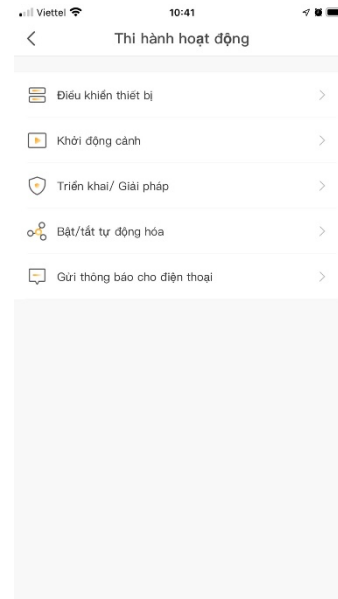 Viettel 10:41
Thi hành hoạt động
Điều khiển thiết bị
Khởi động cảnh
Triển khai/ Giải pháp
Bật/tắt tự động hóa
Gửi thông báo cho điện thoại